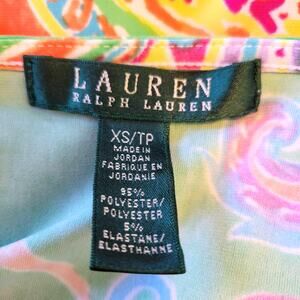 LAUREN
RALPH LAUREN
XS/TP
MADE IN
JORDAN
FABRIQUE EN
JORDANIE
95%
POLYESTER/
POLYESTER
5%
ELASTANE/
ELASTHANNE